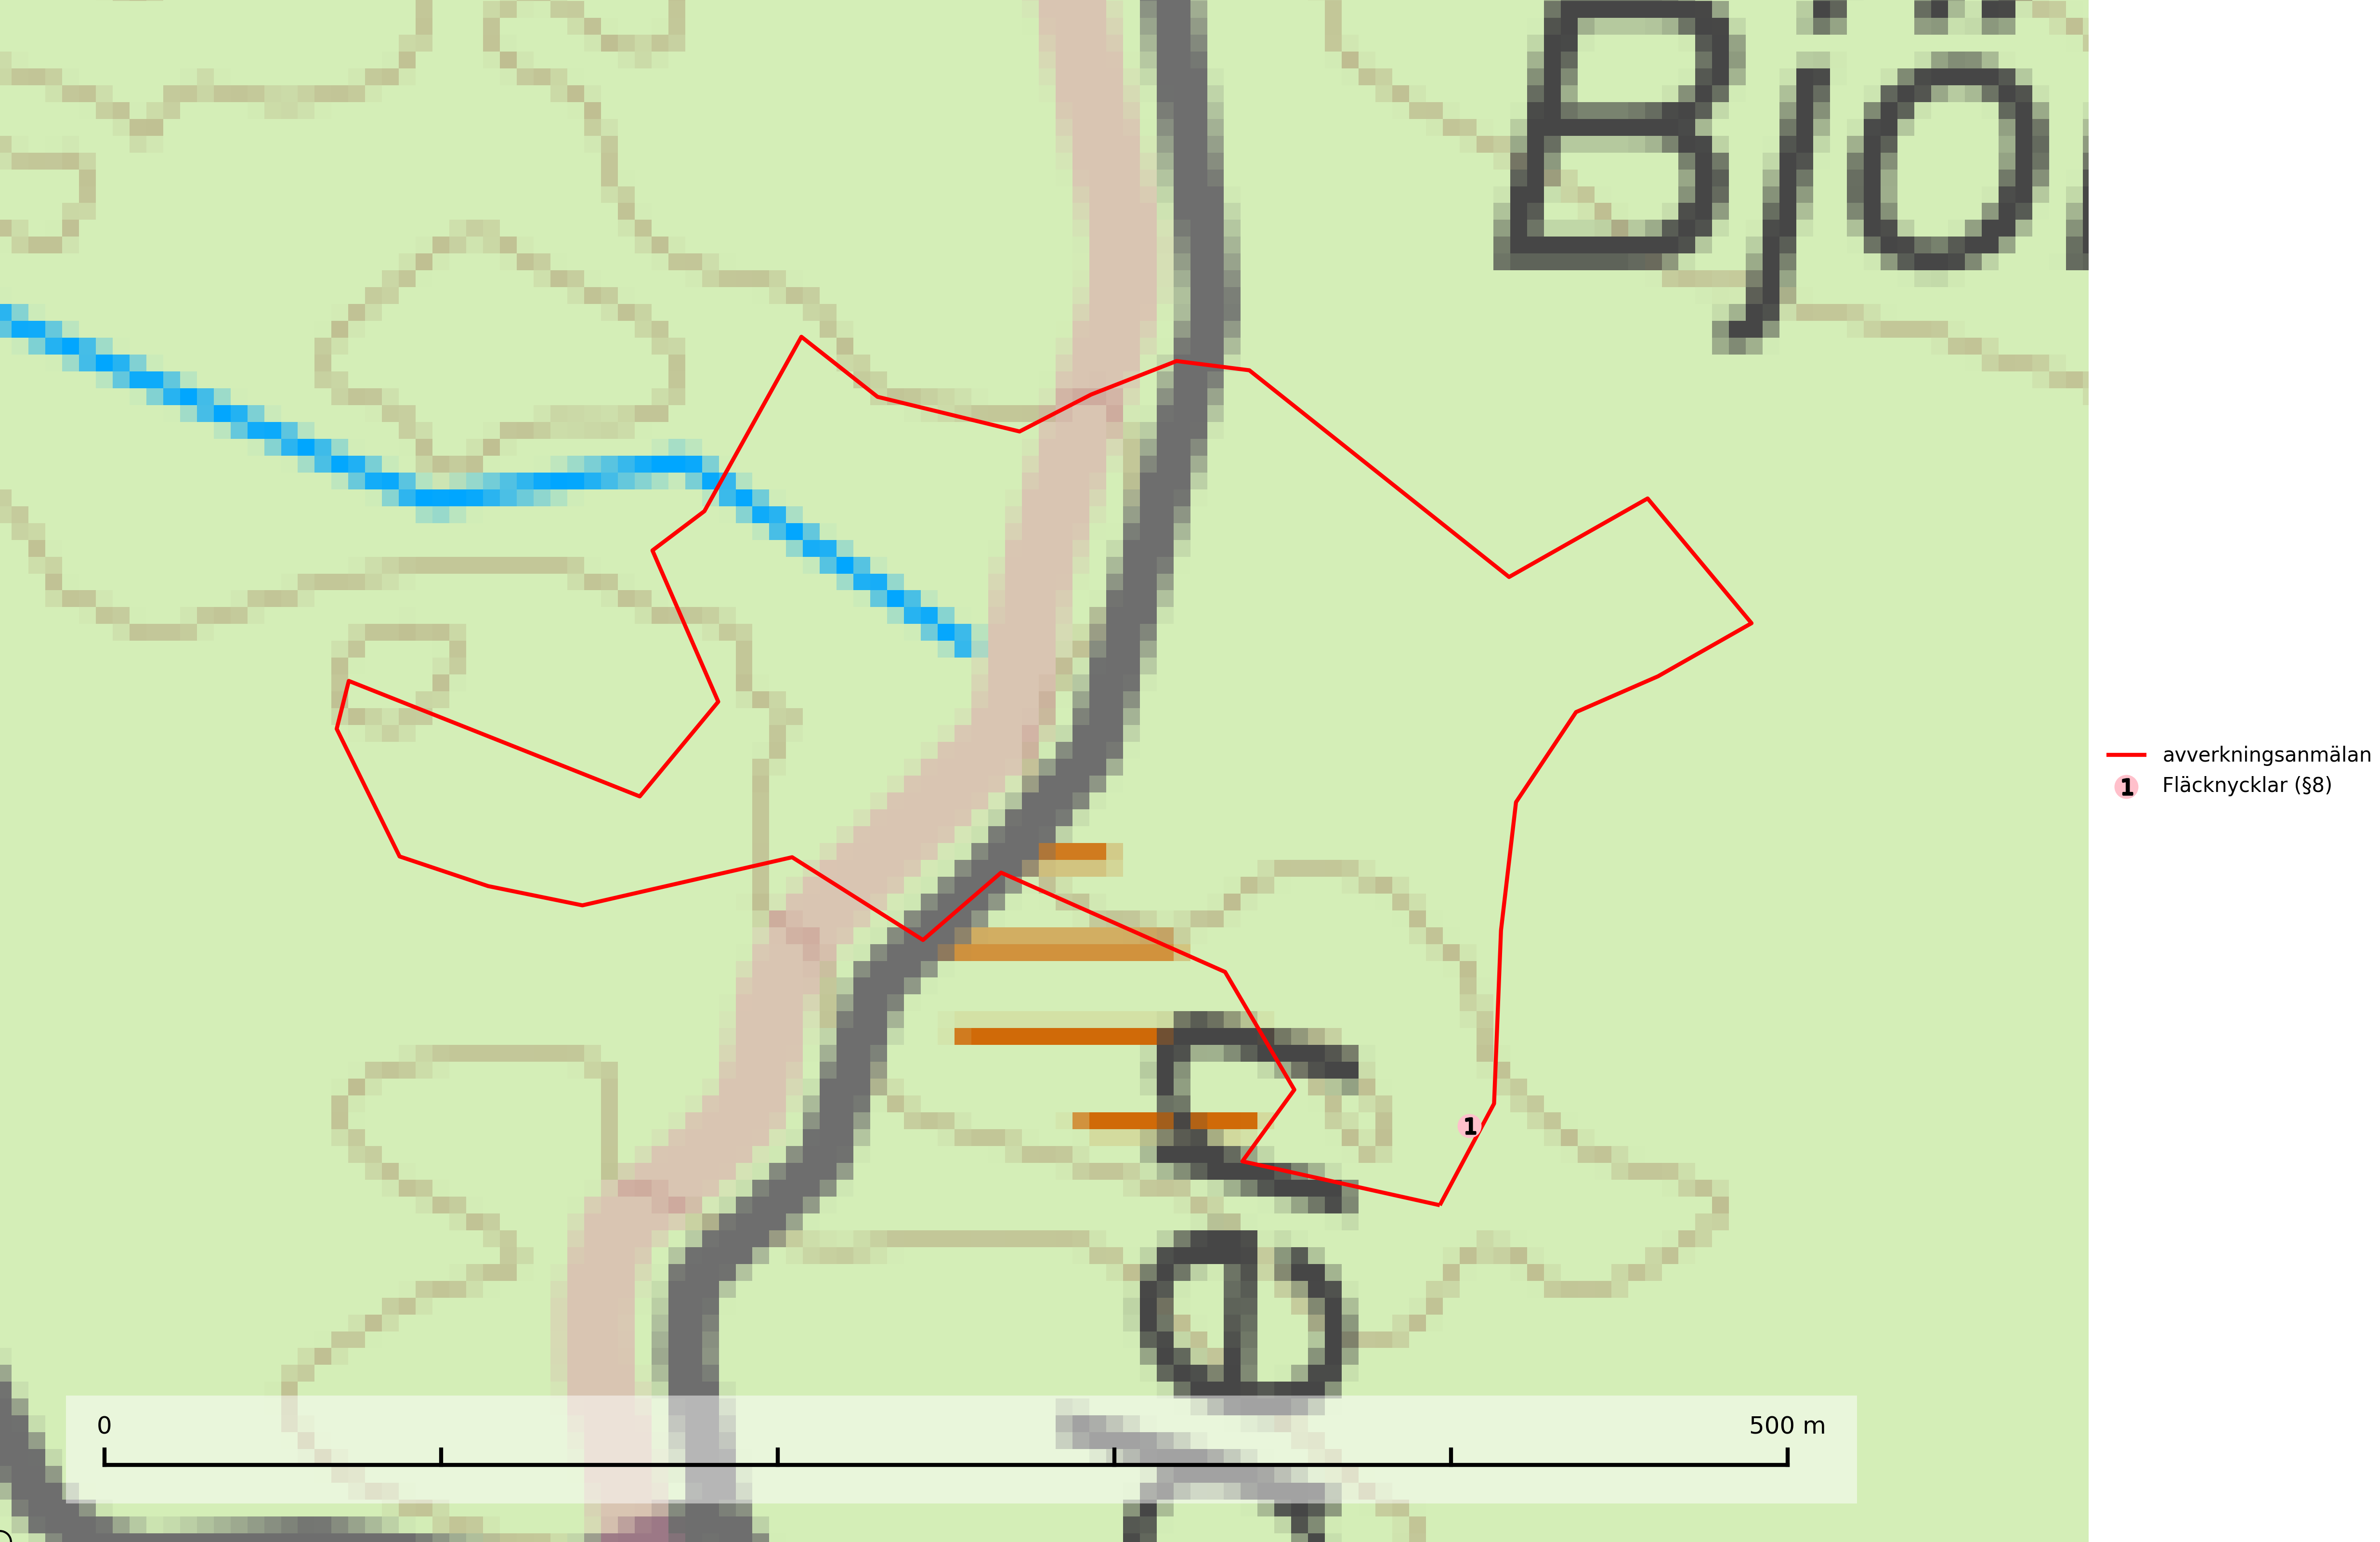 Bjö
avverkningsanmälan
1 Fläcknycklar (§8)
1
0 500 m